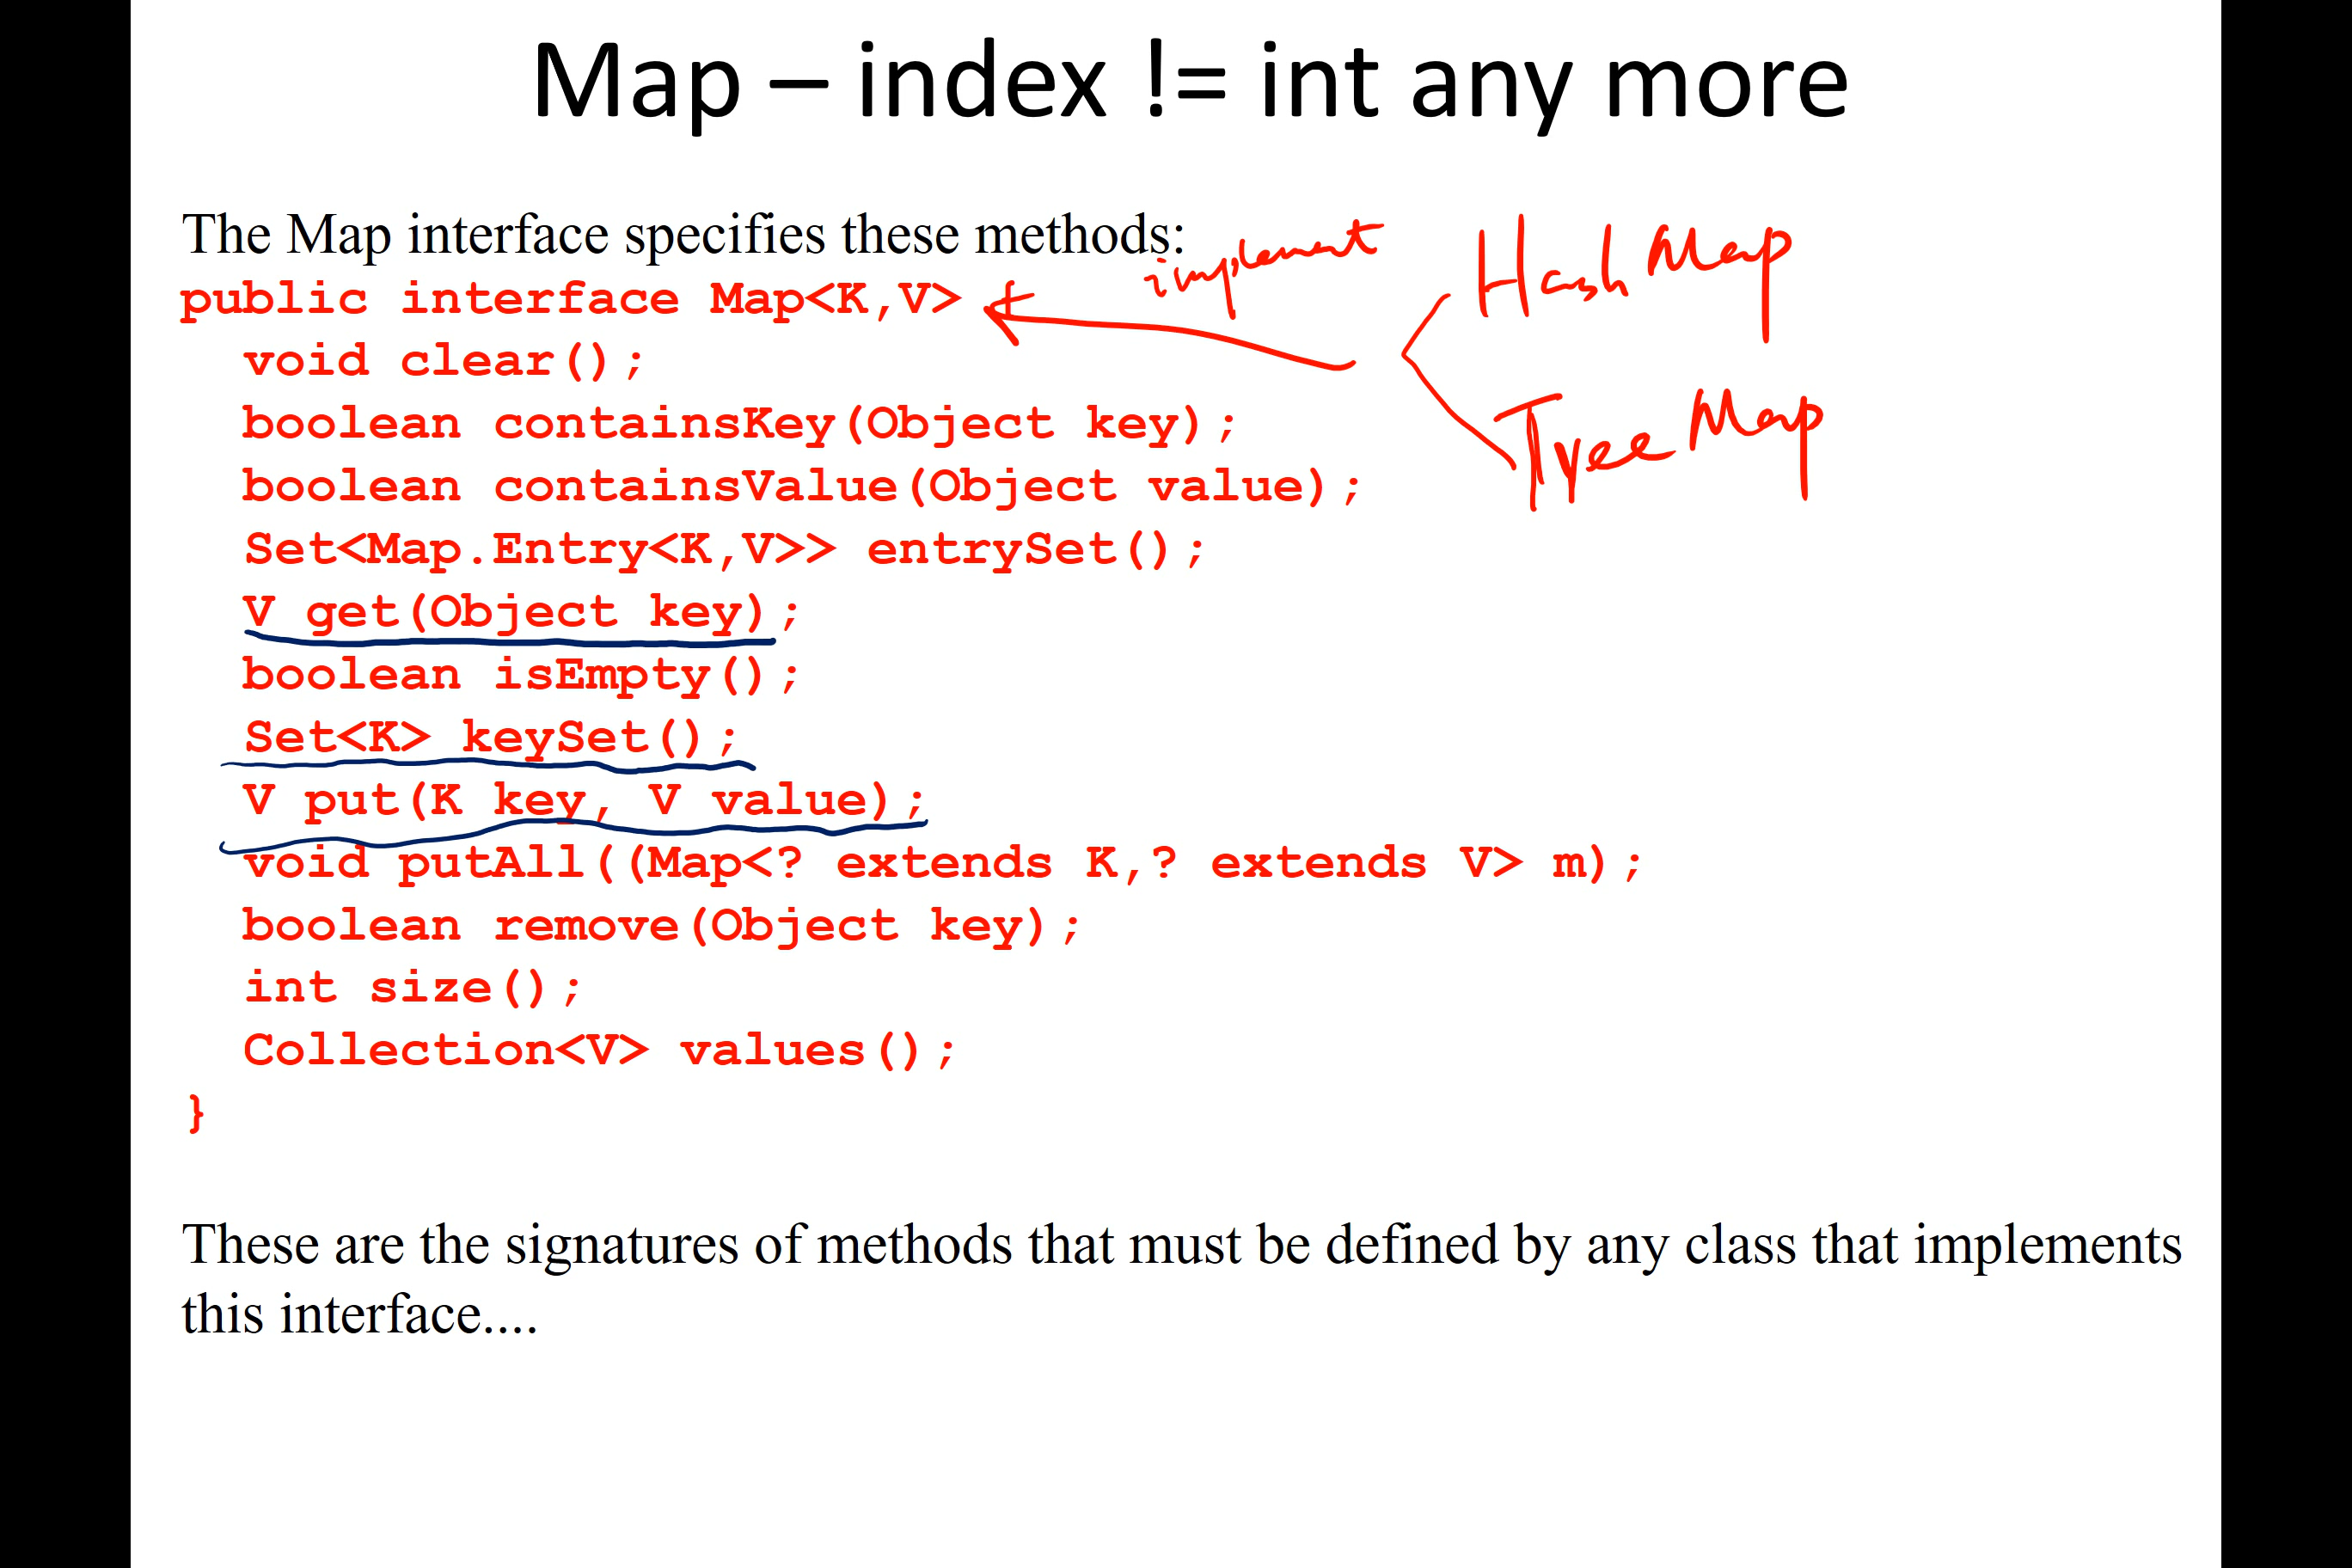 Map – index != int any more
The Map interface specifies these methods:
implement
HashMap
public interface Map<K,V> {
TreeMap
void clear();
boolean containsKey(Object key);
boolean containsValue(Object value);
Set<Map.Entry<K,V>> entrySet();
V get(Object key);
boolean isEmpty();
Set<K> keySet();
V put(K key, V value);
void putAll((Map<? extends K,? extends V> m);
boolean remove(Object key);
int size();
Collection<V> values();
}
These are the signatures of methods that must be defined by any class that implements
this interface....